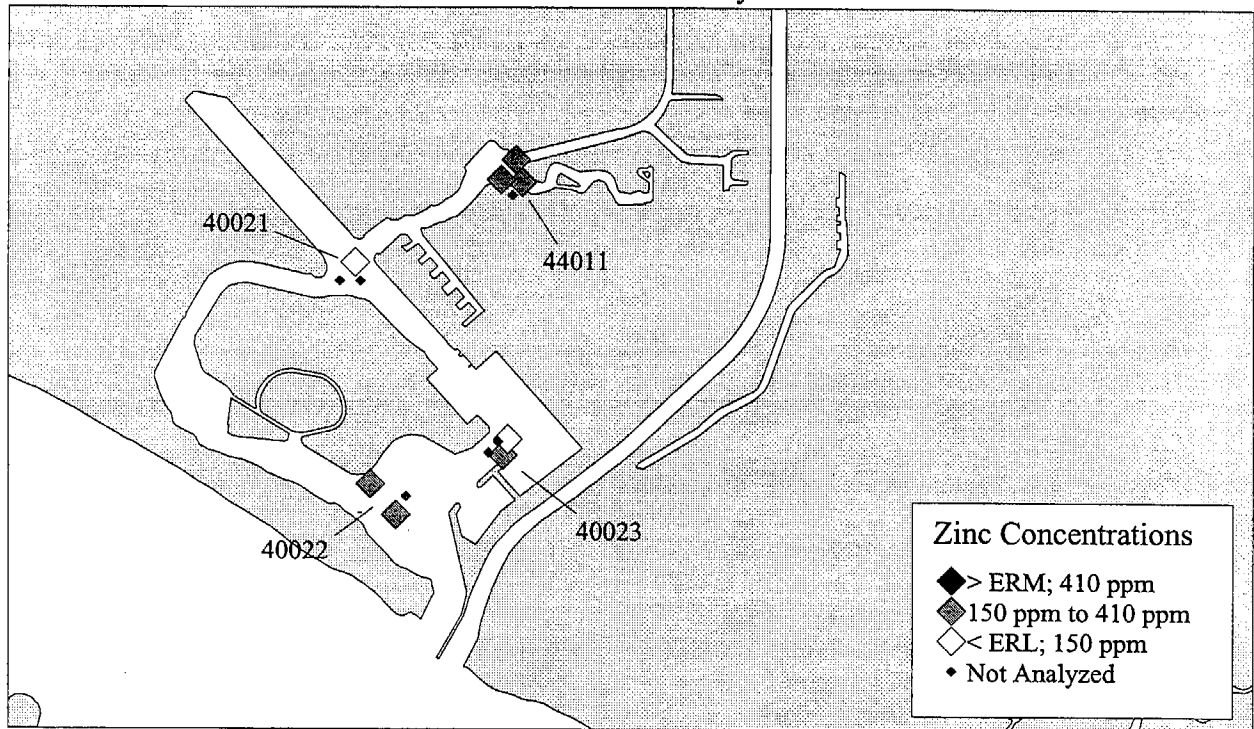 40021
44011
40022
40023
Zinc Concentrations
> ERM; 410 ppm
150 ppm to 410 ppm
< ERL; 150 ppm
Not Analyzed